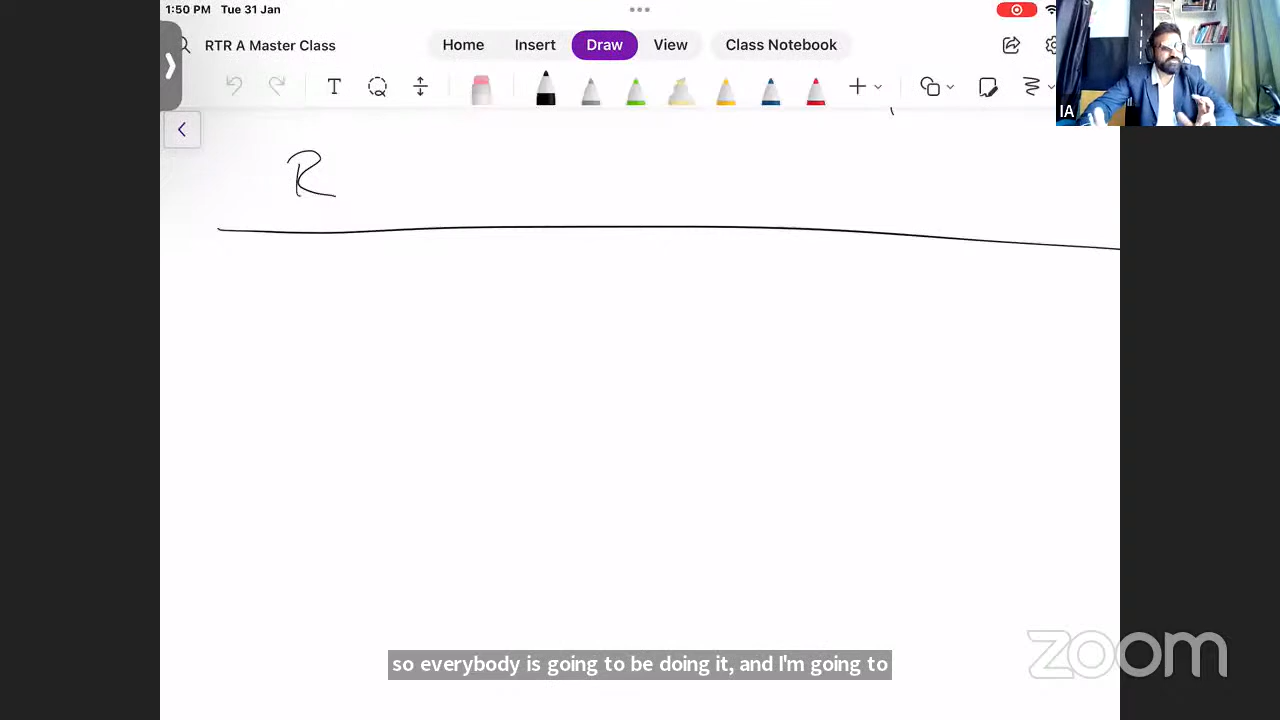 1:50 PM Tue 31 Jan
RTR A Master Class
Home Insert Draw View Class Notebook
T
IA
R
so everybody is going to be doing it, and I'm going to
zoom